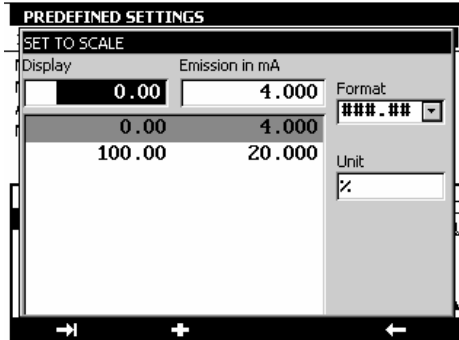 PREDEFINED SETTINGS
SET TO SCALE
Display Emission in mA
0.00 4.000
Format
###.##
0.00 4.000
100.00 20.000
Unit
%